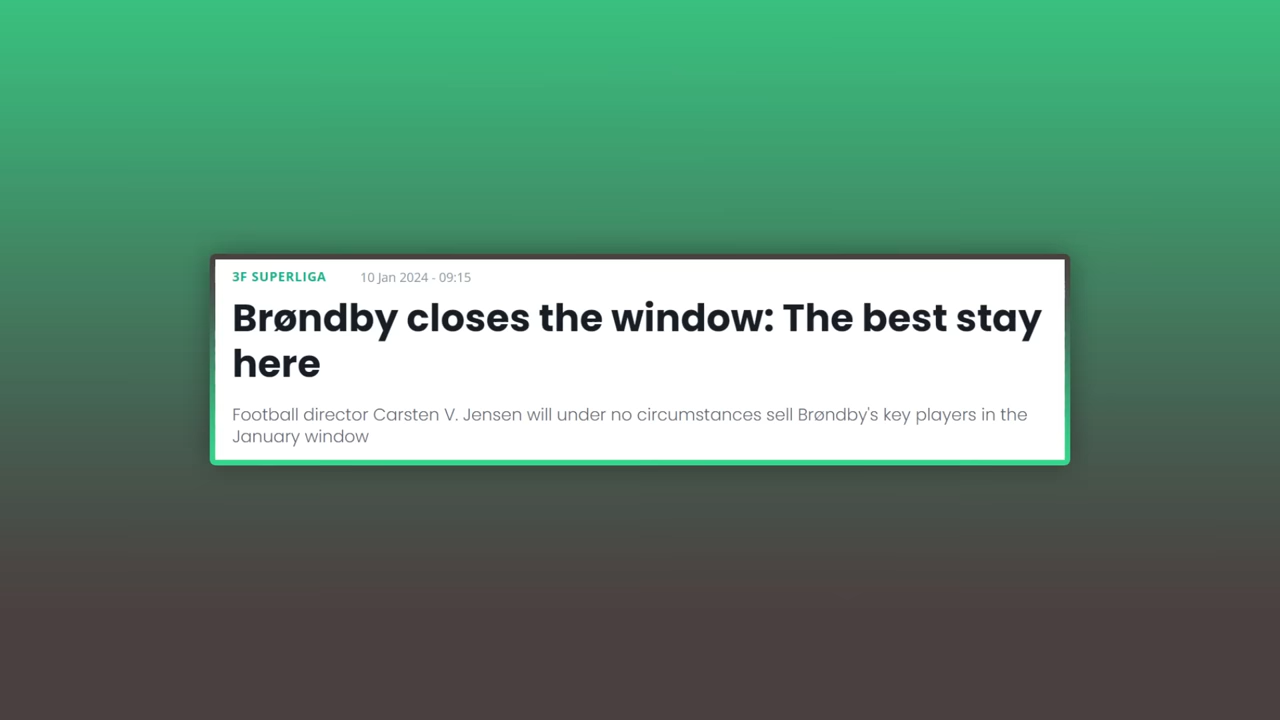 3F SUPERLIGA 10 Jan 2024 - 09:15
Brøndby closes the window: The best stay
here
Football director Carsten V. Jensen will under no circumstances sell Brøndby's key players in the
January window